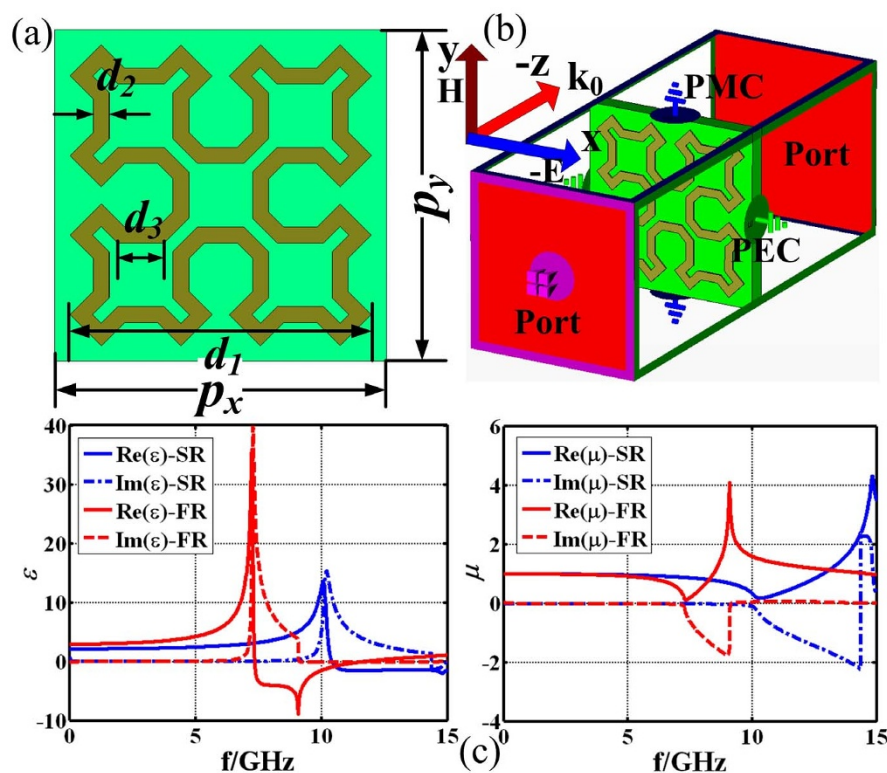 (a)
d2
d3
d1
px
py
(b)
y
H
-z
k0
x
-E
PMC
PEC
Port
Port
40
30
20
10
0
-10
ε
Re(ε)-SR
Im(ε)-SR
Re(ε)-FR
Im(ε)-FR
0
5
10
15
f/GHz
6
4
2
0
-2
-4
μ
Re(μ)-SR
Im(μ)-SR
Re(μ)-FR
Im(μ)-FR
0
5
10
15
f/GHz
(c)